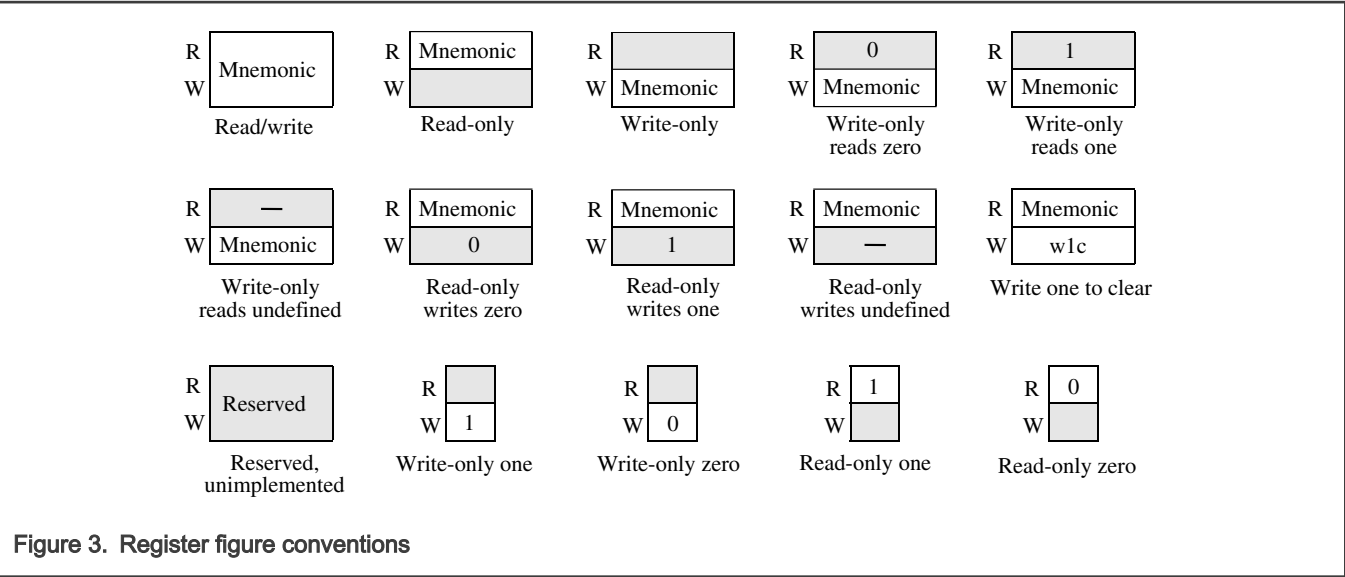 R Mnemonic W
Read/write
R Mnemonic
W
Read-only
R
W Mnemonic
Write-only
R 0
W Mnemonic
Write-only
reads zero
R 1
W Mnemonic
Write-only
reads one
R —
W Mnemonic
Write-only
reads undefined
R Mnemonic
W 0
Read-only
writes zero
R Mnemonic
W 1
Read-only
writes one
R Mnemonic
W —
Read-only
writes undefined
R Mnemonic
W w1c
Write one to clear
R Reserved W
Reserved,
unimplemented
R
W 1
Write-only one
R
W 0
Write-only zero
R 1
W
Read-only one
R 0
W
Read-only zero
Figure 3. Register figure conventions